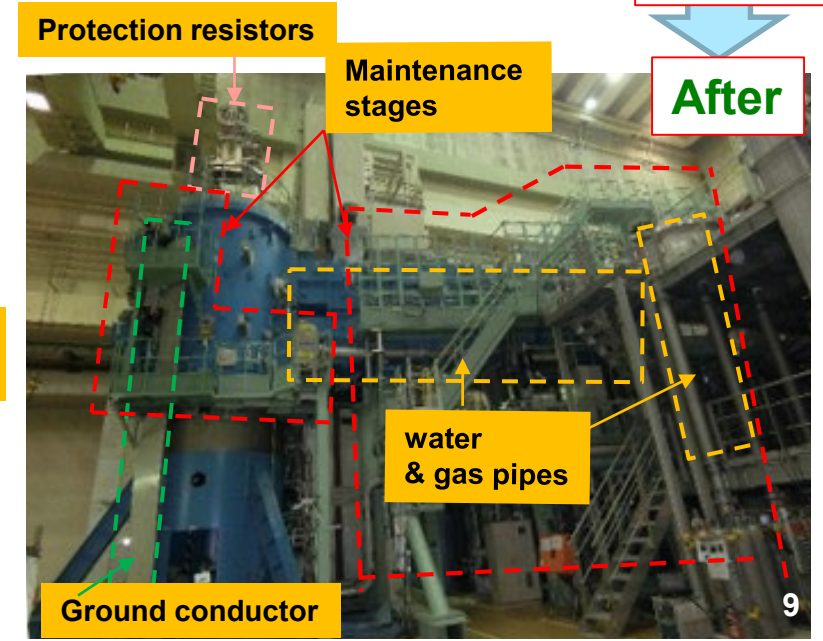 Protection resistors
Maintenance
stages
After
water
& gas pipes
Ground conductor
9